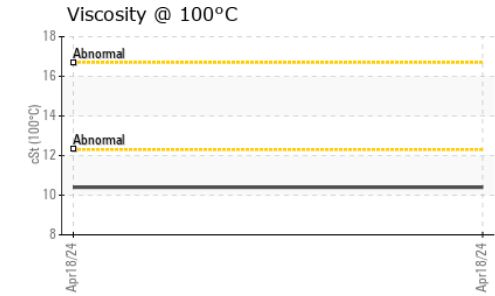 Viscosity @ 100°C
18
16
14
12
10
8
cSt (100°C)
Abnormal
Abnormal
Apr18/24
Apr18/24